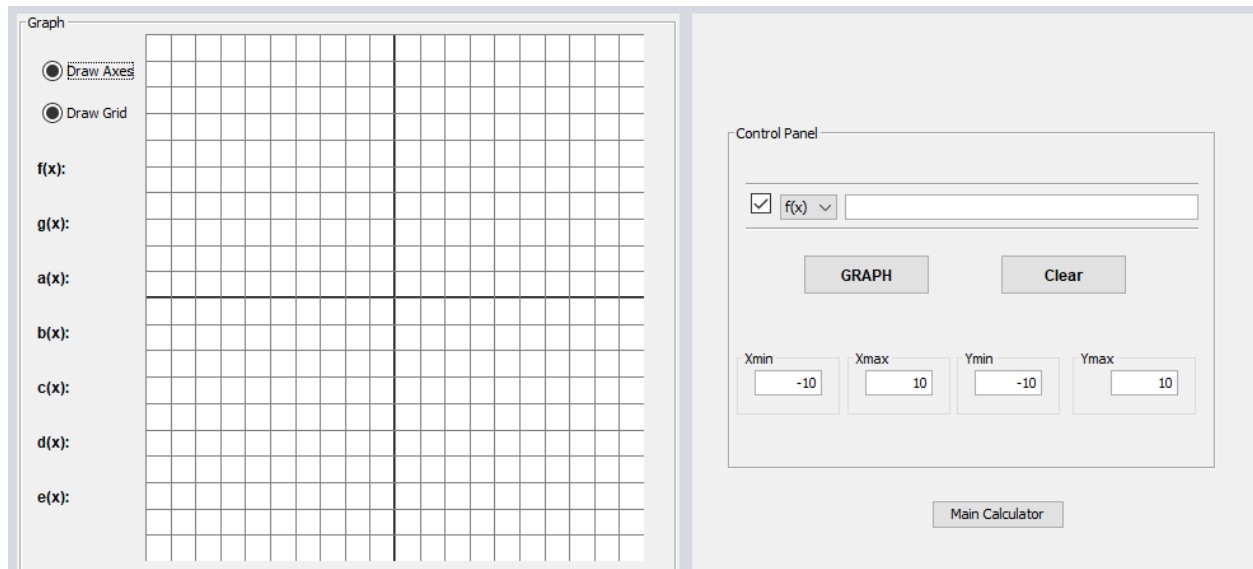 Graph
Draw Axes
Draw Grid
f(x):
g(x):
a(x):
b(x):
c(x):
d(x):
e(x):
Control Panel
f(x)
GRAPH Clear
Xmin Xmax Ymin Ymax
-10 10 -10 10
Main Calculator